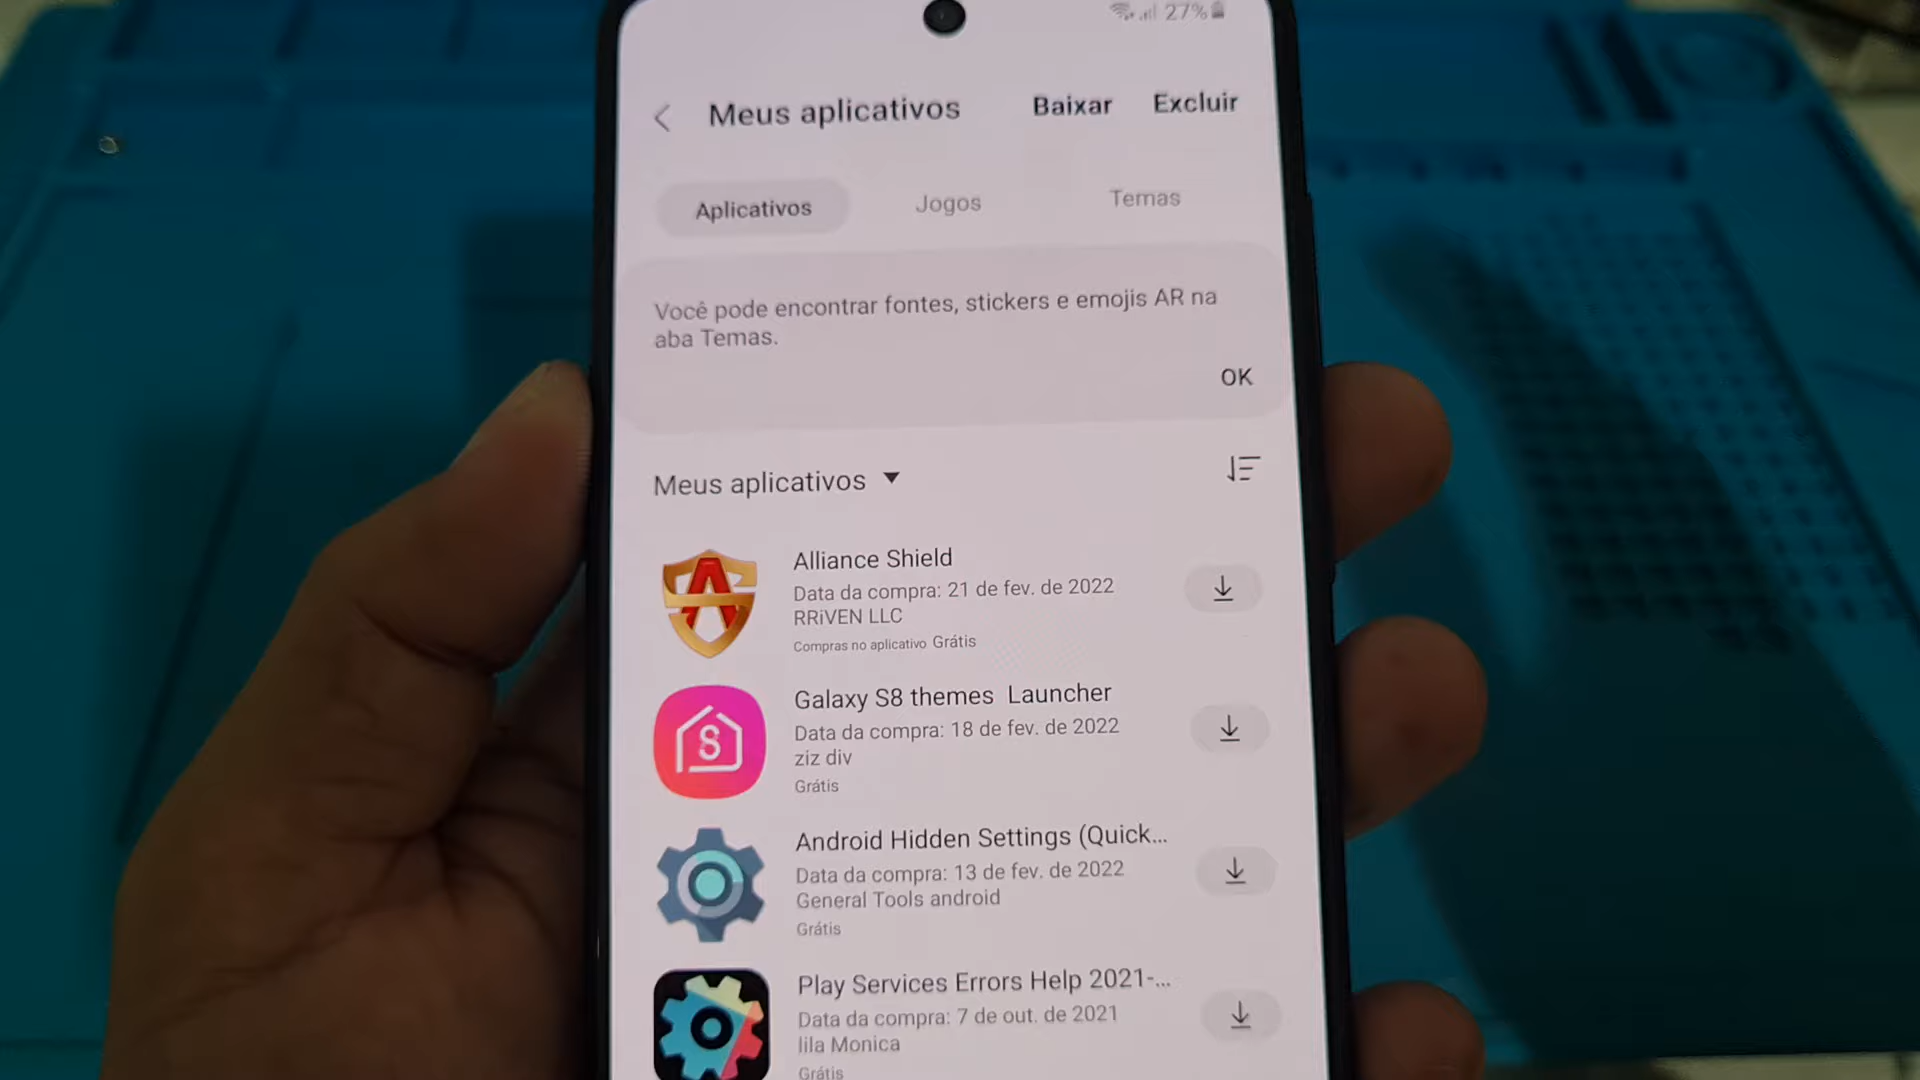 27%
Meus aplicativos Baixar Excluir
Aplicativos Jogos Temas
Você pode encontrar fontes, stickers e emojis AR na
aba Temas.
OK
Meus aplicativos
Alliance Shield
Data da compra: 21 de fev. de 2022
RRiVEN LLC
Compras no aplicativo Grátis
Galaxy S8 themes Launcher
Data da compra: 18 de fev. de 2022
ziz div
Grátis
Android Hidden Settings (Quick...
Data da compra: 13 de fev. de 2022
General Tools android
Grátis
Play Services Errors Help 2021-...
Data da compra: 7 de out. de 2021
lila Monica
Grátis